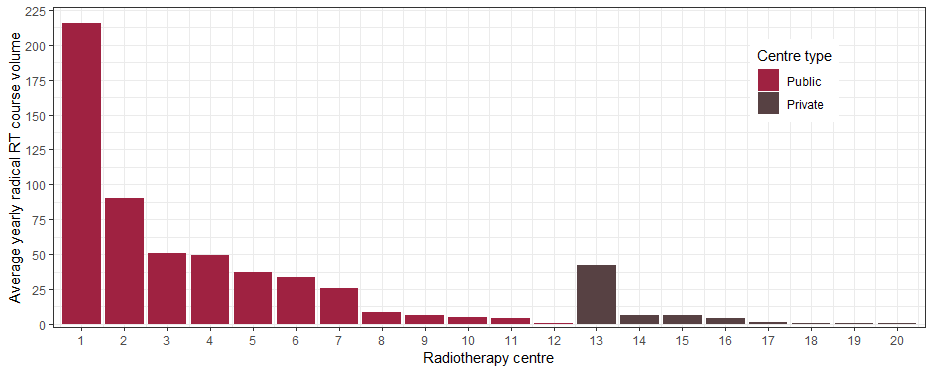 Average yearly radical RT course volume
225
200
175
150
125
100
75
50
25
0
Centre type
Public
Private
1 2 3 4 5 6 7 8 9 10 11 12 13 14 15 16 17 18 19 20
Radiotherapy centre